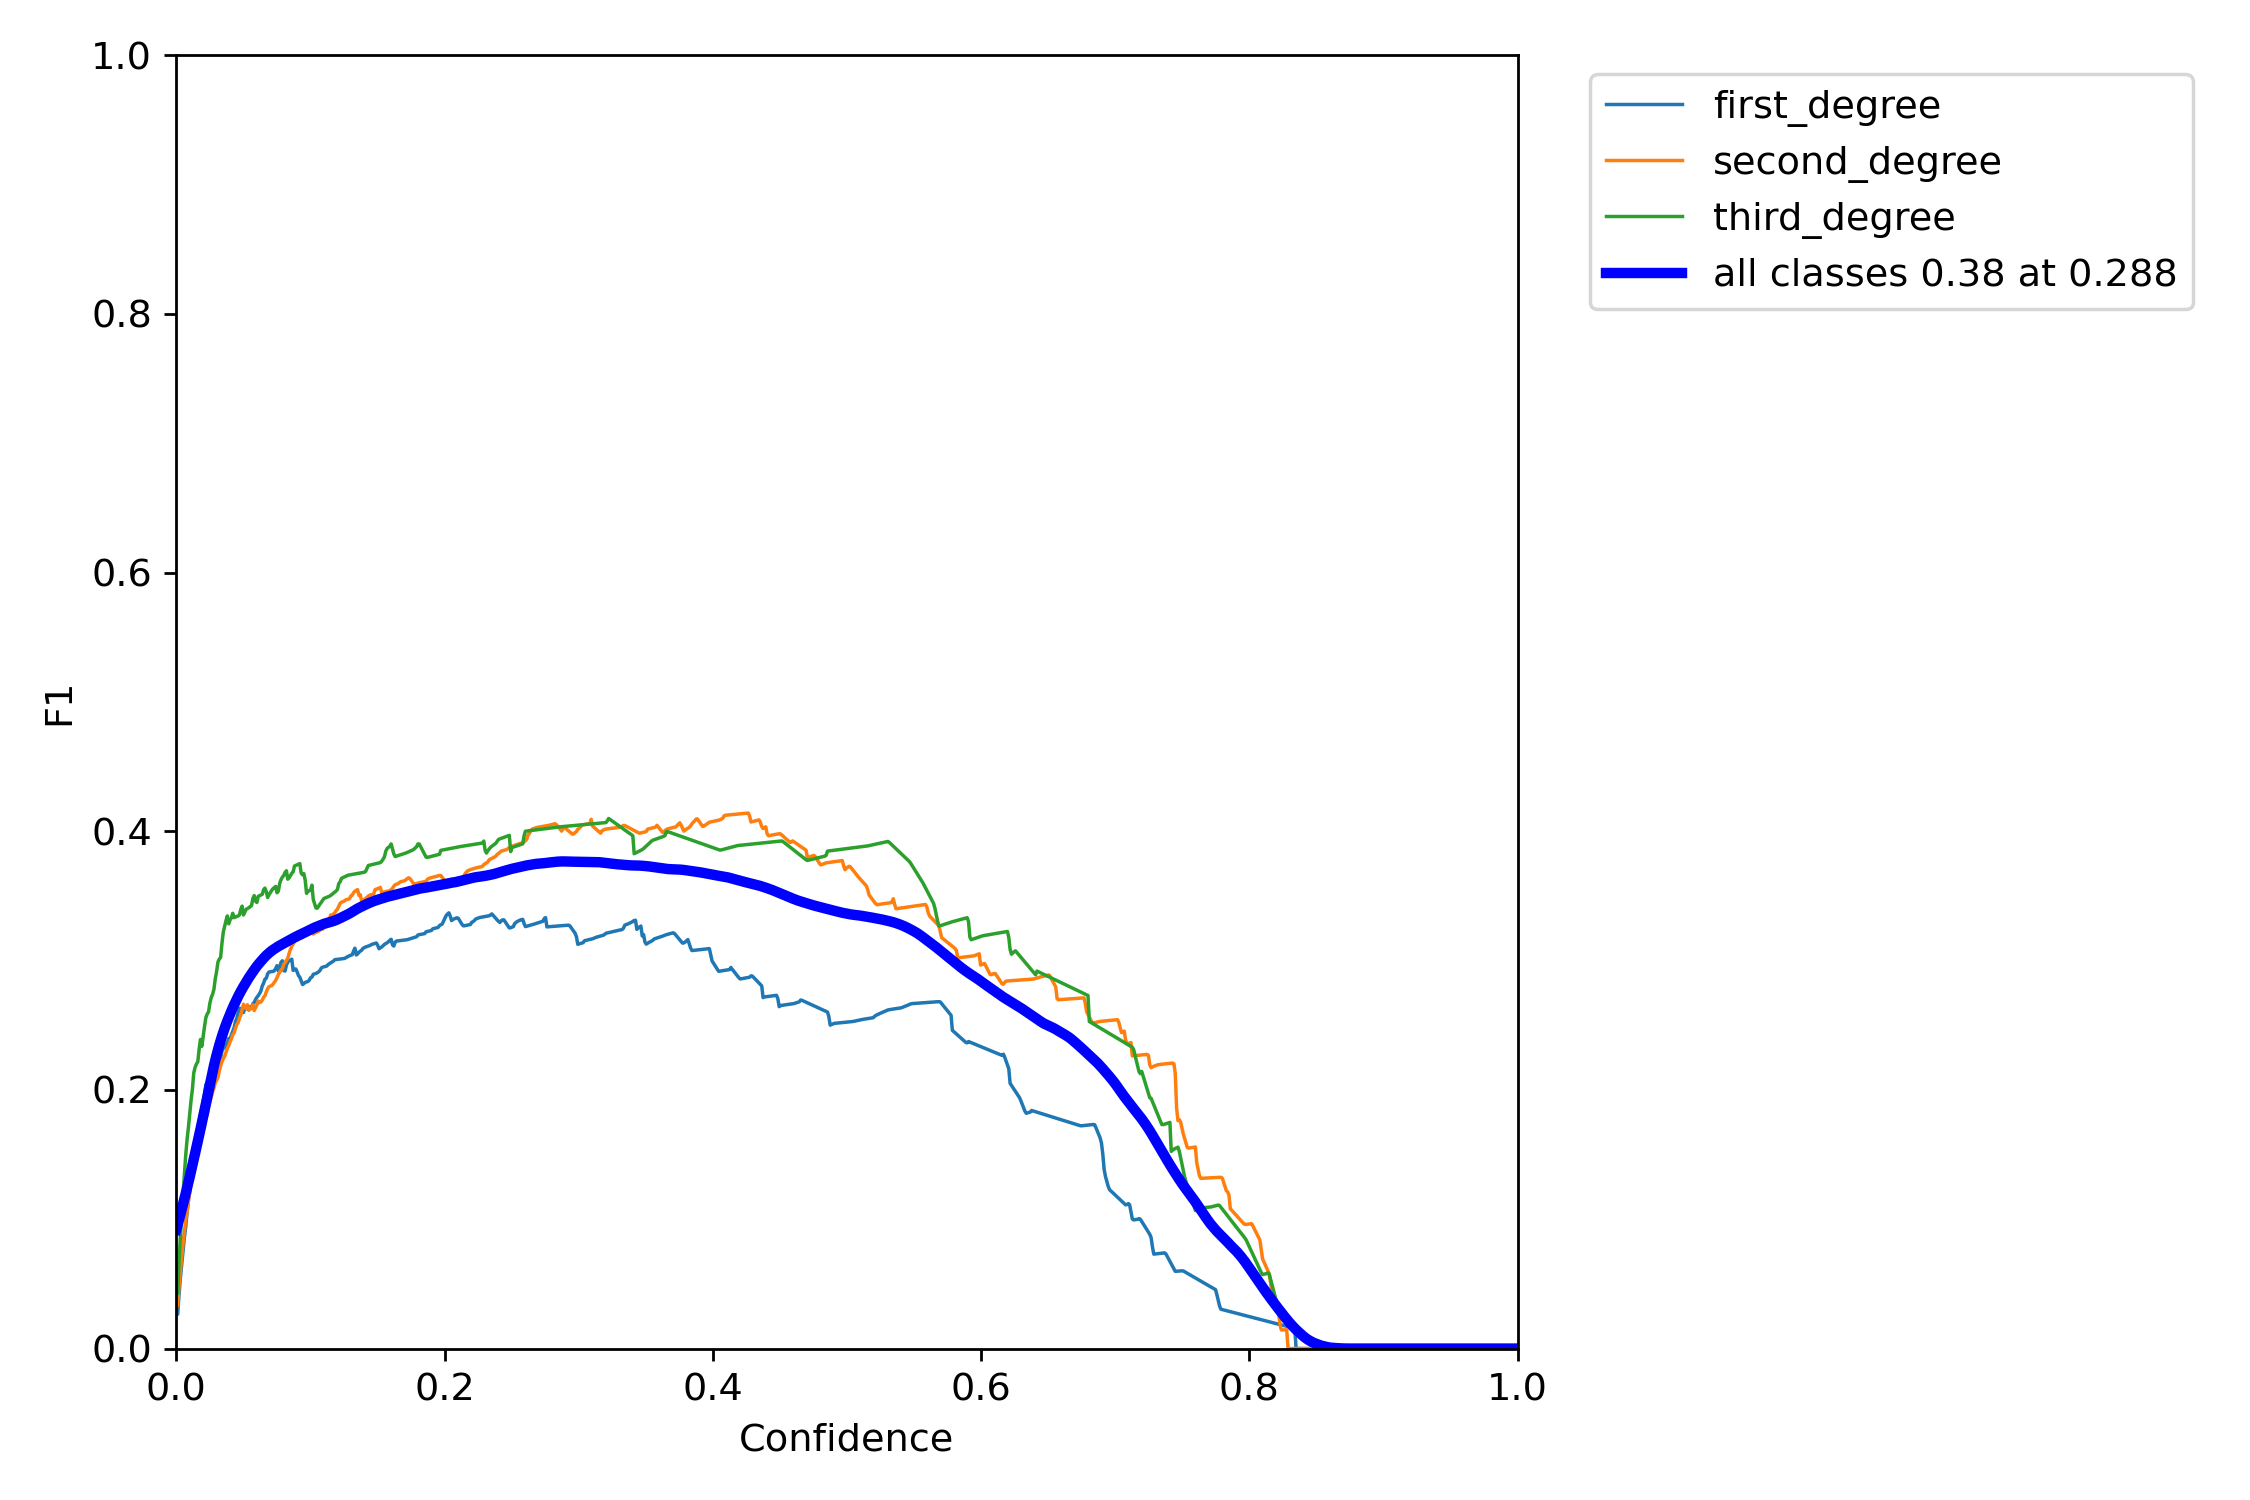 1.0
0.8
0.6
0.4
0.2
0.0
F1
0.0 0.2 0.4 0.6 0.8 1.0
Confidence
first_degree
second_degree
third_degree
all classes 0.38 at 0.288